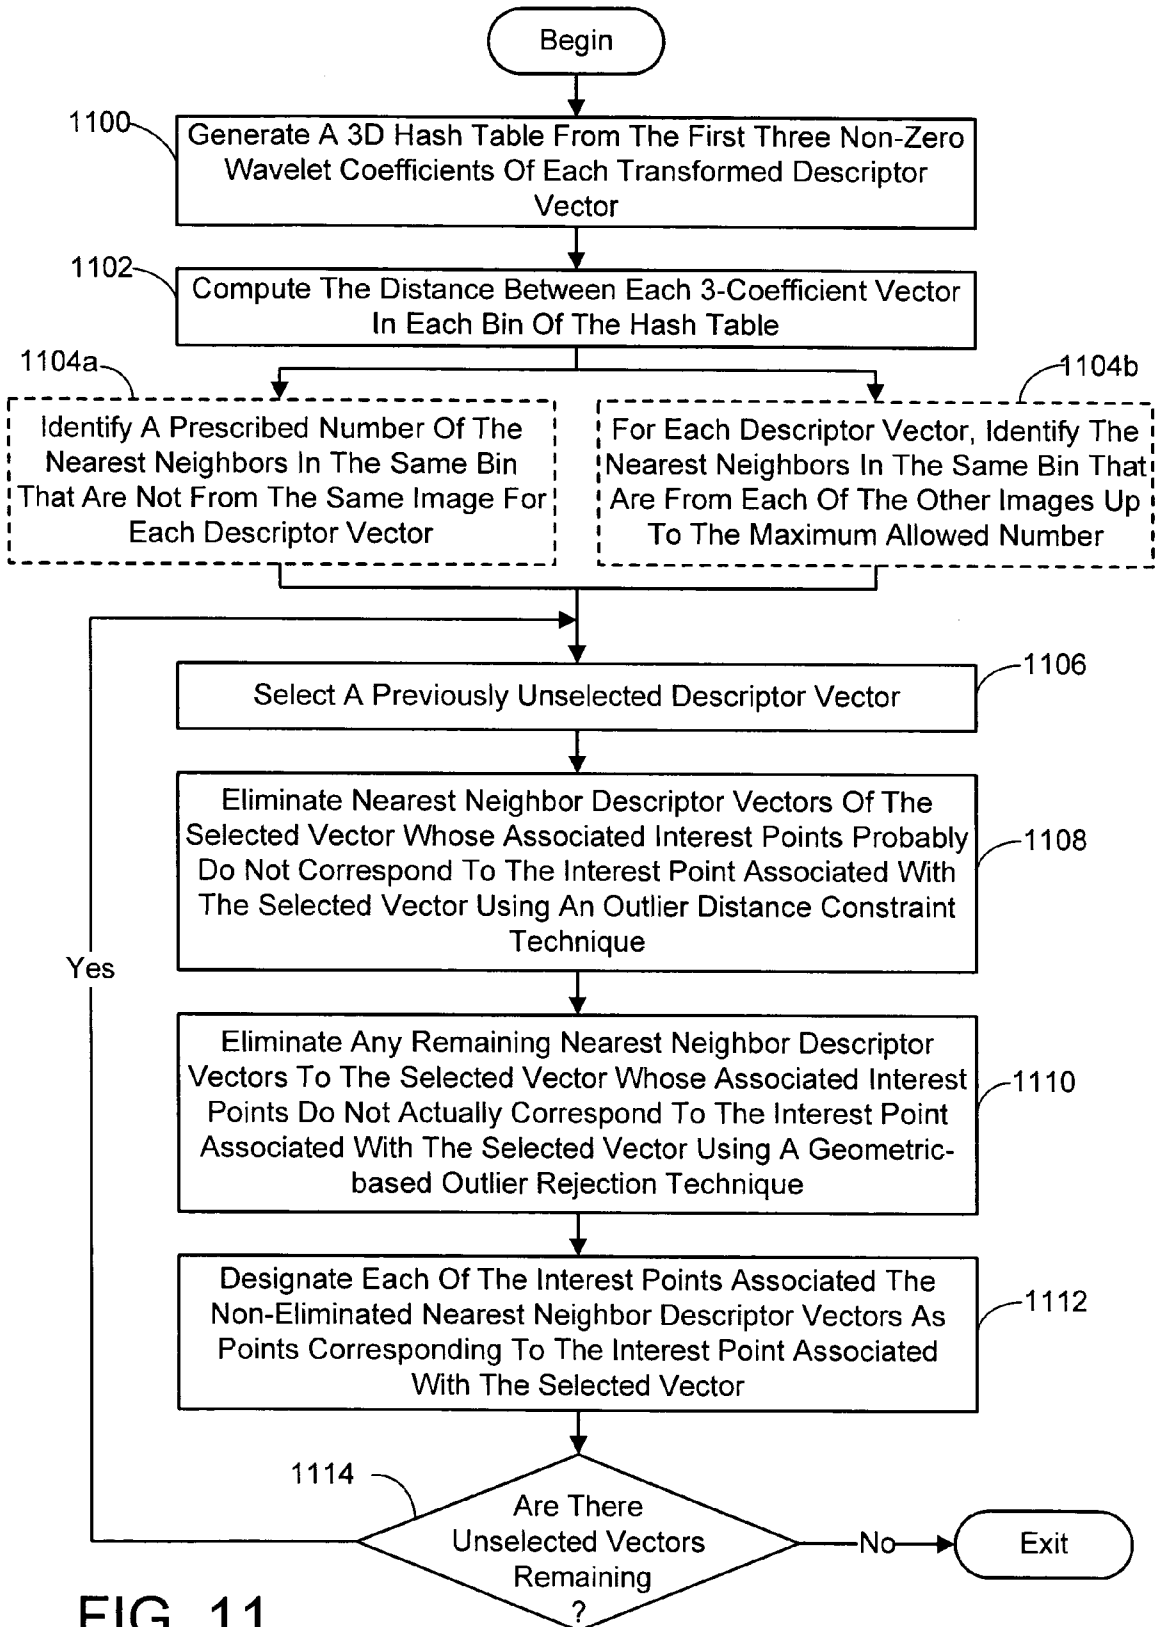 Begin
1100
Generate A 3D Hash Table From The First Three Non-Zero
Wavelet Coefficients Of Each Transformed Descriptor
Vector
1102
Compute The Distance Between Each 3-Coefficient Vector
In Each Bin Of The Hash Table
1104a
Identify A Prescribed Number Of The
Nearest Neighbors In The Same Bin
That Are Not From The Same Image For
Each Descriptor Vector
1104b
For Each Descriptor Vector, Identify The
Nearest Neighbors In The Same Bin That
Are From Each Of The Other Images Up
To The Maximum Allowed Number
1106
Select A Previously Unselected Descriptor Vector
Eliminate Nearest Neighbor Descriptor Vectors Of The
Selected Vector Whose Associated Interest Points Probably
Do Not Correspond To The Interest Point Associated With
The Selected Vector Using An Outlier Distance Constraint
Technique
1108
Yes
Eliminate Any Remaining Nearest Neighbor Descriptor
Vectors To The Selected Vector Whose Associated Interest
Points Do Not Actually Correspond To The Interest Point
Associated With The Selected Vector Using A Geometric-
based Outlier Rejection Technique
1110
Designate Each Of The Interest Points Associated The
Non-Eliminated Nearest Neighbor Descriptor Vectors As
Points Corresponding To The Interest Point Associated
With The Selected Vector
1112
1114
Are There
Unselected Vectors
Remaining
?
No
Exit
FIG. 11